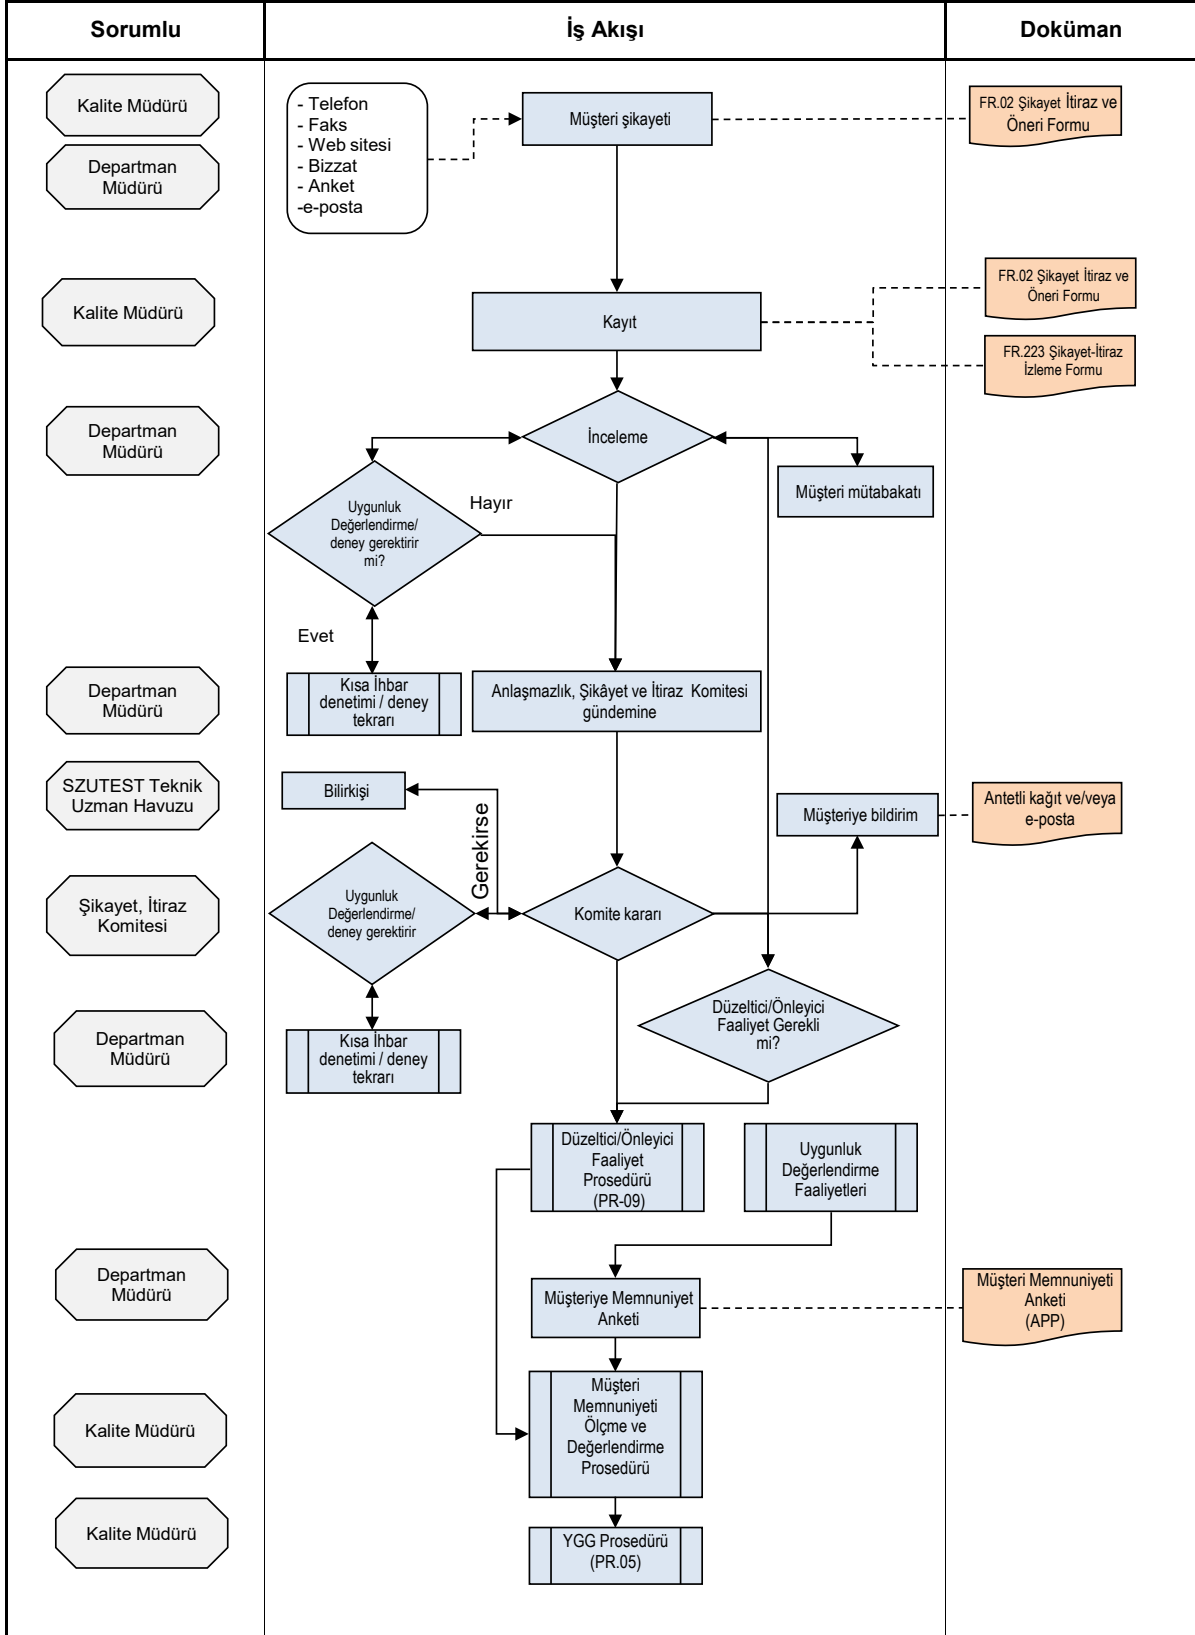 Sorumlu
İş Akışı
Doküman
Kalite Müdürü
- Telefon
- Faks
- Web sitesi
- Bizzat
- Anket
-e-posta
Müşteri şikayeti
FR.02 Şikayet İtiraz ve
Öneri Formu
Departman
Müdürü
Kalite Müdürü
Kayıt
FR.02 Şikayet İtiraz ve
Öneri Formu
FR.223 Şikayet-İtiraz
İzleme Formu
Departman
Müdürü
İnceleme
Müşteri mütabakatı
Uygunluk
Değerlendirme/
deney gerektirir
mi?
Hayır
Evet
Departman
Müdürü
Kısa İhbar
denetimi / deney
tekrarı
Anlaşmazlık, Şikâyet ve İtiraz Komitesi
gündemine
SZUTEST Teknik
Uzman Havuzu
Bilirkişi
Gerekirse
Müşteriye bildirim
Antetli kağıt ve/veya
e-posta
Şikayet, İtiraz
Komitesi
Uygunluk
Değerlendirme/
deney gerektirir
Komite kararı
Departman
Müdürü
Kısa İhbar
denetimi / deney
tekrarı
Düzeltici/Önleyici
Faaliyet Gerekli
mi?
Düzeltici/Önleyici
Faaliyet
Prosedürü
(PR-09)
Uygunluk
Değerlendirme
Faaliyetleri
Departman
Müdürü
Müşteriye Memnuniyet
Anketi
Müşteri Memnuniyeti
Anketi
(APP)
Kalite Müdürü
Müşteri
Memnuniyeti
Ölçme ve
Değerlendirme
Prosedürü
Kalite Müdürü
YGG Prosedürü
(PR.05)